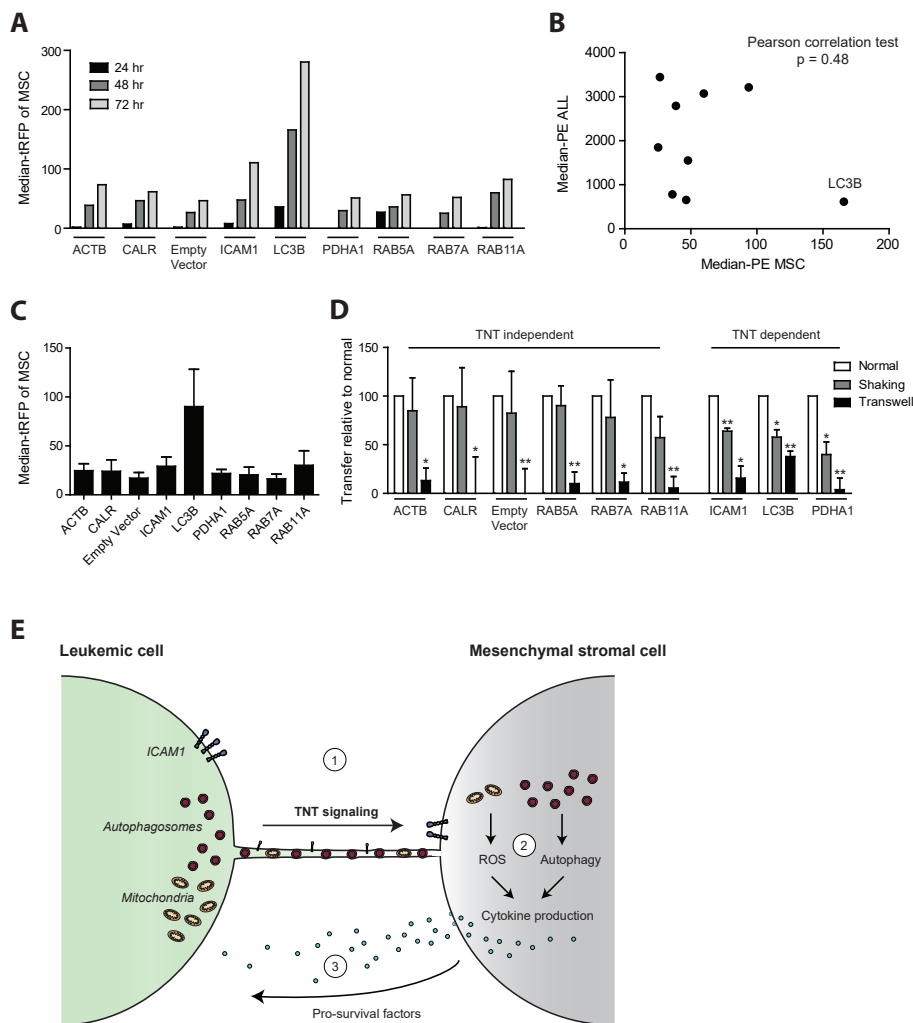 A
Median-tRFP of MSC
300
200
100
0
24 hr
48 hr
72 hr
ACTB
CALR
Empty
Vector
ICAM1
LC3B
PDHA1
RAB5A
RAB7A
RAB11A
B
Pearson correlation test
p = 0.48
Median-PE ALL
4000
3000
2000
1000
0
LC3B
0
50
100
150
200
Median-PE MSC
C
Median-tRFP of MSC
150
100
50
0
ACTB
CALR
Empty Vector
ICAM1
LC3B
PDHA1
RAB5A
RAB7A
RAB11A
D
TNT independent
TNT dependent
Transfer relative to normal
150
100
50
0
Normal
Shaking
Transwell
*
*
*
**
*
**
**
*
*
**
*
**
ACTB
CALR
Empty
Vector
RAB5A
RAB7A
RAB11A
ICAM1
LC3B
PDHA1
E
Leukemic cell
Mesenchymal stromal cell
ICAM1
1
TNT signaling
Autophagosomes
Mitochondria
ROS
2
Autophagy
Cytokine production
3
Pro-survival factors